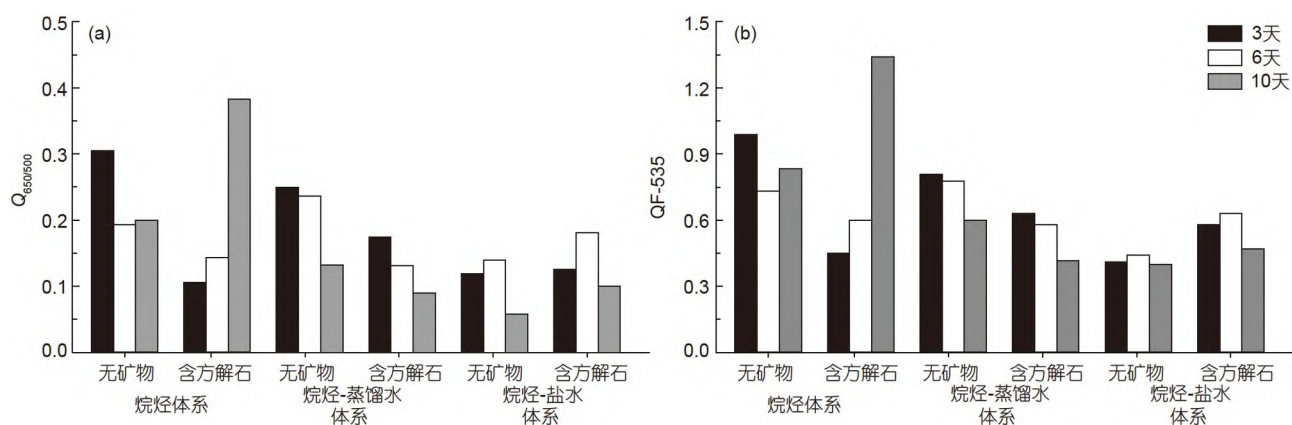 (a)
0.5
0.4
0.3
0.2
0.1
0.0
Q650/500
无矿物 含方解石 无矿物 含方解石 无矿物 含方解石
烷烃体系 烷烃-蒸馏水 烷烃-盐水
体系 体系
(b)
1.5
1.2
0.9
0.6
0.3
0.0
QF-535
3天
6天
10天
无矿物 含方解石 无矿物 含方解石 无矿物 含方解石
烷烃体系 烷烃-蒸馏水 烷烃-盐水
体系 体系